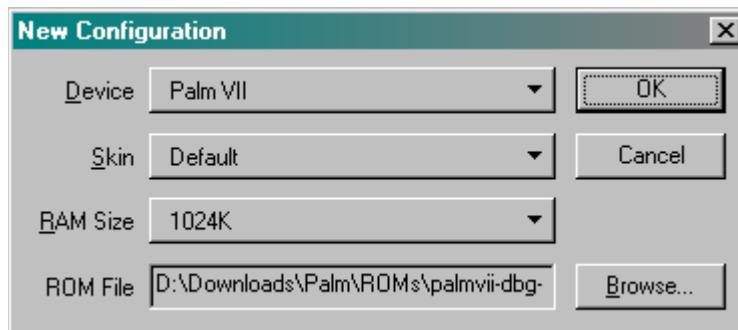 New Configuration
Device Palm VII OK
Skin Default Cancel
RAM Size 1024K
ROM File D:\Downloads\Palm\ROMs\palmvii-dbg- Browse...